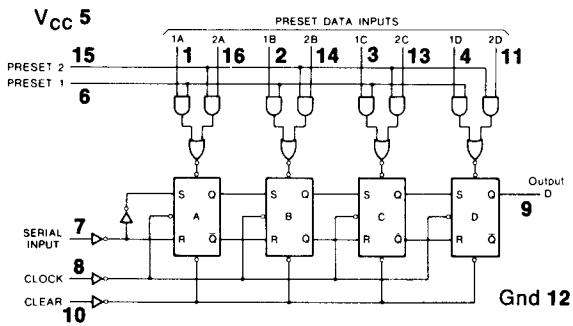 VCC 5
PRESET DATA INPUTS
1A 2A 1B 2B 1C 2C 1D 2D
15 1 16 2 14 3 13 4 11
PRESET 2
PRESET 1
6
S Q S Q S Q S Q
Output
D
9
A B C D
7
SERIAL
INPUT
R Q̅ R Q̅ R Q̅ R Q̅
8
CLOCK
CLEAR
10
Gnd 12